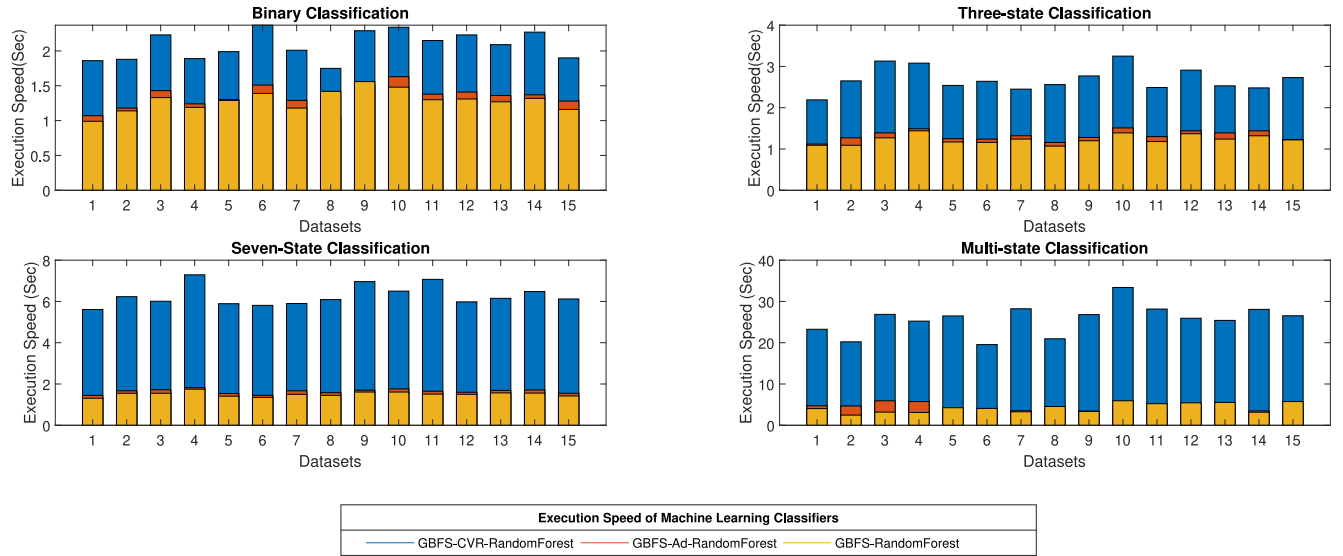 Binary Classification
Execution Speed(Sec)
2
1.5
1
0.5
0
1 2 3 4 5 6 7 8 9 10 11 12 13 14 15
Datasets
Three-state Classification
Execution Speed(Sec)
4
3
2
1
0
1 2 3 4 5 6 7 8 9 10 11 12 13 14 15
Datasets
Seven-State Classification
Execution Speed (Sec)
8
6
4
2
0
1 2 3 4 5 6 7 8 9 10 11 12 13 14 15
Datasets
Multi-state Classification
Execution Speed (Sec)
40
30
20
10
0
1 2 3 4 5 6 7 8 9 10 11 12 13 14 15
Datasets
Execution Speed of Machine Learning Classifiers
GBFS-CVR-RandomForest GBFS-Ad-RandomForest GBFS-RandomForest